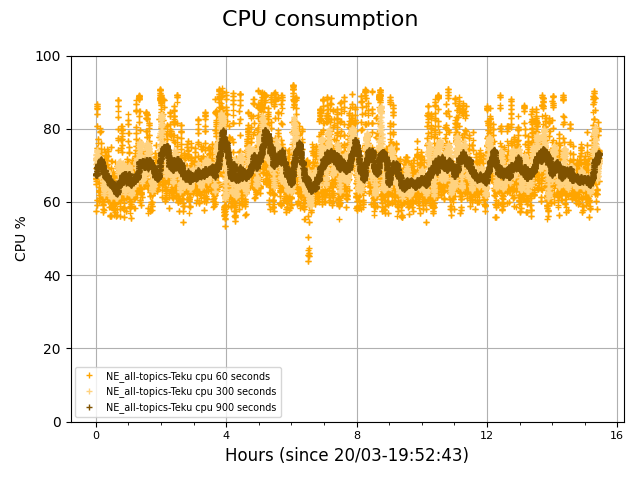 CPU consumption
100
80
60
40
20
0
CPU %
NE_all-topics-Teku cpu 60 seconds
NE_all-topics-Teku cpu 300 seconds
NE_all-topics-Teku cpu 900 seconds
0 4 8 12 16
Hours (since 20/03-19:52:43)